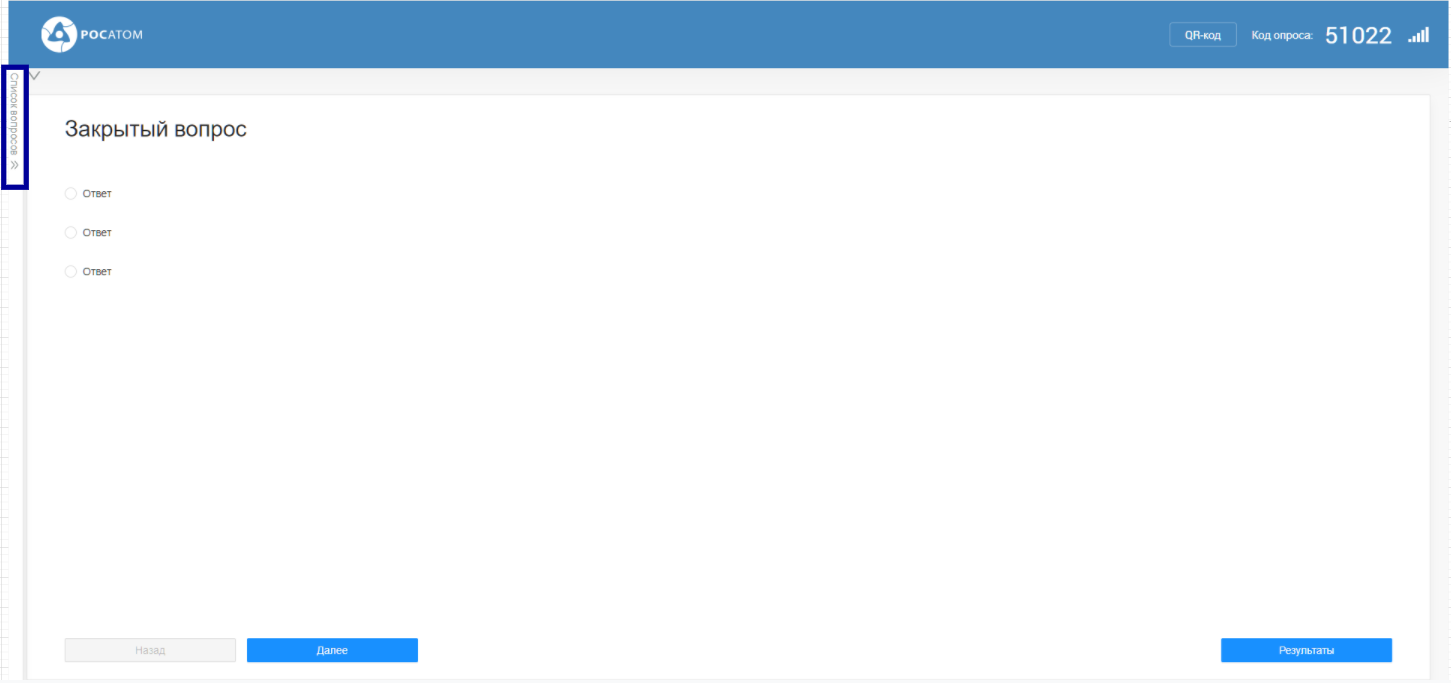 РОСАТОМ
QR-код
Код опроса: 51022
Список вопросов
Закрытый вопрос
Ответ
Ответ
Ответ
Назад
Далее
Результаты